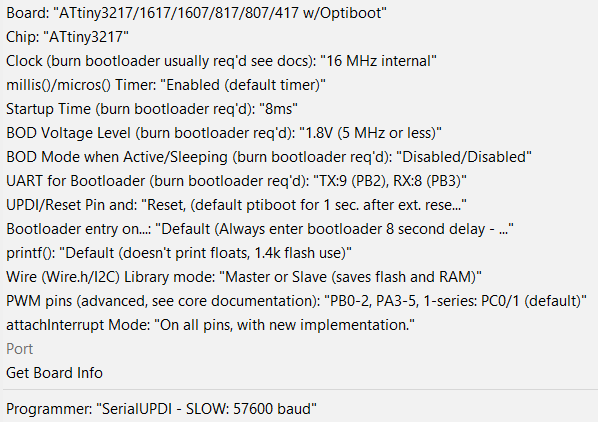 Board: "ATtiny3217/1617/1607/817/807/417 w/Optiboot"
Chip: "ATtiny3217"
Clock (burn bootloader usually req'd see docs): "16 MHz internal"
millis()/micros() Timer: "Enabled (default timer)"
Startup Time (burn bootloader req'd): "8ms"
BOD Voltage Level (burn bootloader req'd): "1.8V (5 MHz or less)"
BOD Mode when Active/Sleeping (burn bootloader req'd): "Disabled/Disabled"
UART for Bootloader (burn bootloader req'd): "TX:9 (PB2), RX:8 (PB3)"
UPDI/Reset Pin and: "Reset, (default ptiboot for 1 sec. after ext. rese..."
Bootloader entry on...: "Default (Always enter bootloader 8 second delay - ..."
printf(): "Default (doesn't print floats, 1.4k flash use)"
Wire (Wire.h/I2C) Library mode: "Master or Slave (saves flash and RAM)"
PWM pins (advanced, see core documentation): "PB0-2, PA3-5, 1-series: PC0/1 (default)"
attachInterrupt Mode: "On all pins, with new implementation."
Port
Get Board Info
Programmer: "SerialUPDI - SLOW: 57600 baud"